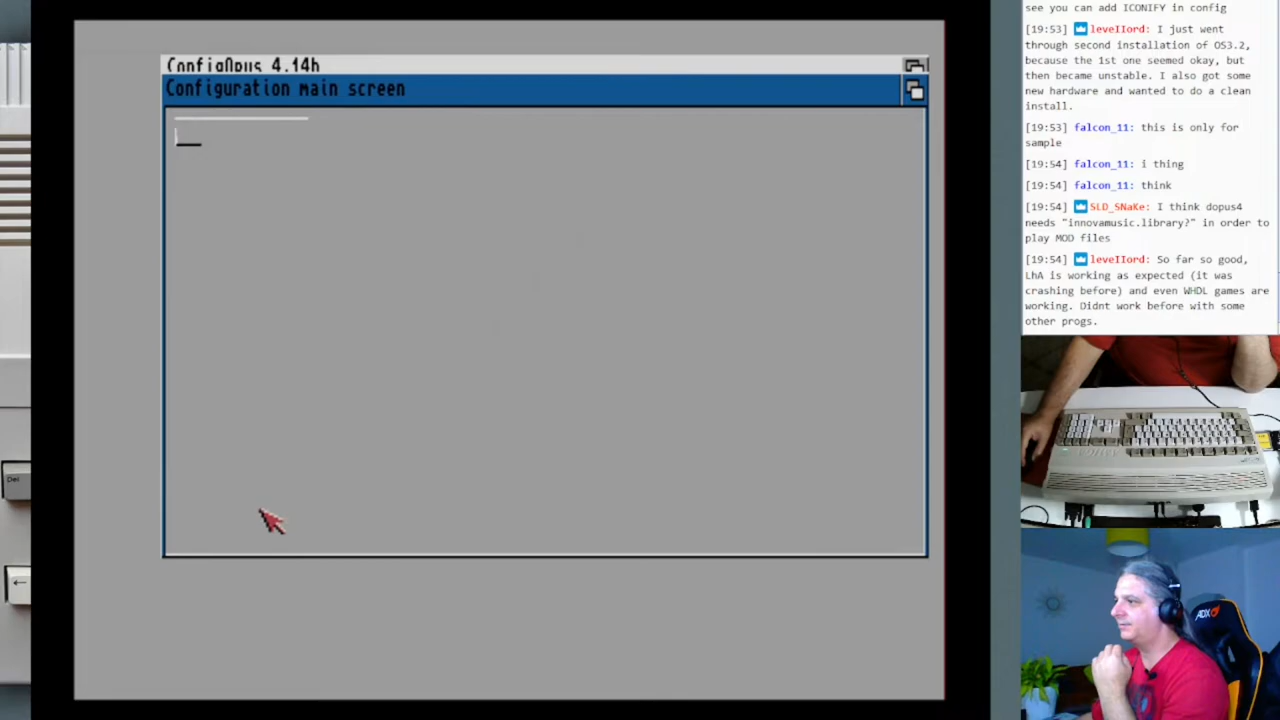 ConfigOpus 4.14h
Configuration main screen
see you can add ICONIFY in config
[19:53] leveIIord: I just went
through second installation of OS3.2,
because the 1st one seemed okay, but
then became unstable. I also got some
new hardware and wanted to do a clean
install.
[19:53] falcon_11: this is only for
sample
[19:54] falcon_11: i thing
[19:54] falcon_11: think
[19:54] SLD_SNaKe: I think dopus4
needs "innovamusic.library?" in order to
play MOD files
[19:54] leveIIord: So far so good,
LhA is working as expected (it was
crashing before) and even WHDL games are
working. Didnt work before with some
other progs.
Del
ADX